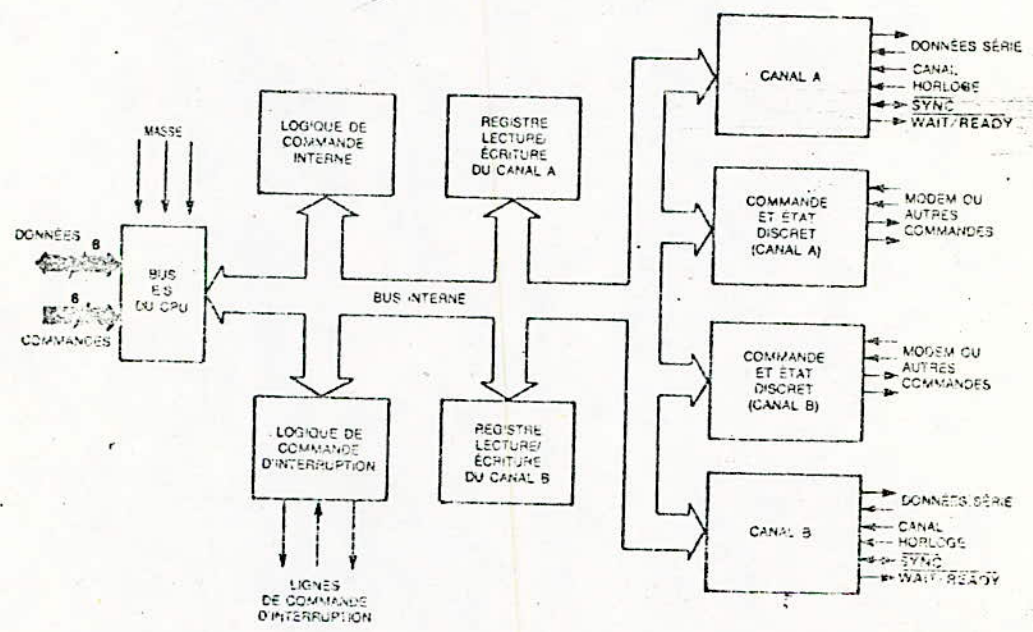 MASSE
DONNÉES
8
BUS
E/S
DU CPU
6
COMMANDES
LOGIQUE DE
COMMANDE
INTERNE
REGISTRE
LECTURE/
ÉCRITURE
DU CANAL A
BUS INTERNE
LOGIQUE DE
COMMANDE
D'INTERRUPTION
LIGNES
DE COMMANDE
D'INTERRUPTION
REGISTRE
LECTURE/
ÉCRITURE
DU CANAL B
CANAL A
DONNÉES SÉRIE
CANAL
HORLOGE
SYNC
WAIT/READY
COMMANDE
ET ÉTAT
DISCRET
(CANAL A)
MODEM OU
AUTRES
COMMANDES
COMMANDE
ET ÉTAT
DISCRET
(CANAL B)
MODEM OU
AUTRES
COMMANDES
CANAL B
DONNÉES SÉRIE
CANAL
HORLOGE
SYNC
WAIT/READY